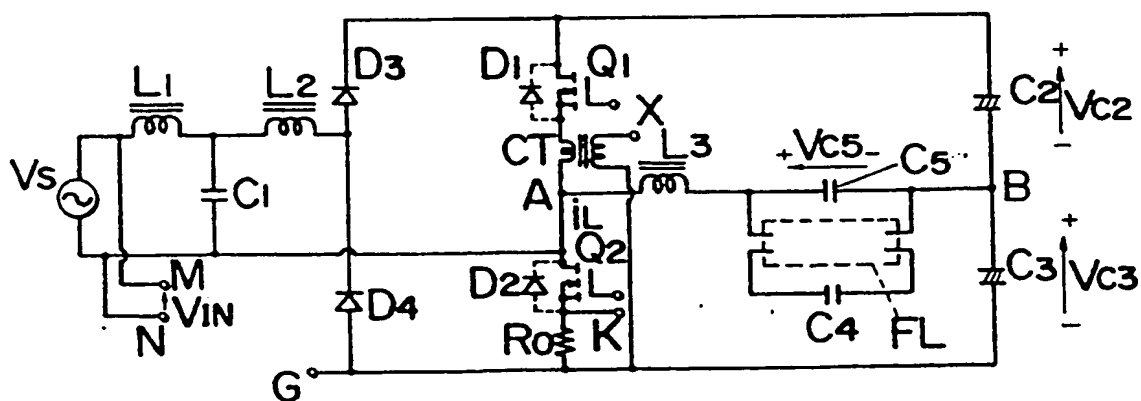 D3
D1
Q1
L1
L2
C2
+
VC2
-
X
CT
L3
+ VC5 -
C5
VS
C1
A
B
iL
Q2
+
VC3
-
C3
M
VIN
N
D2
D4
K
C4
FL
RO
G